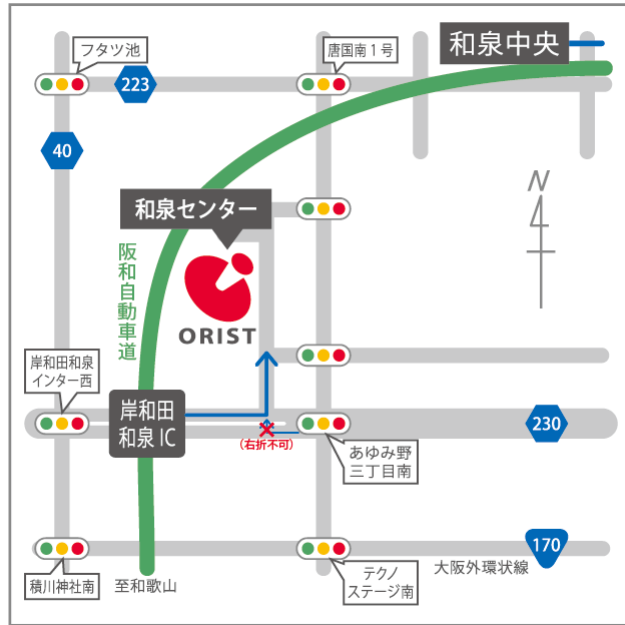 フタツ池
唐国南1号
和泉中央
223
40
N
和泉センター
阪和自動車道
ORIST
岸和田和泉
インター西
岸和田
和泉IC
(右折不可)
230
あゆみ野
三丁目南
170
大阪外環状線
積川神社南
至和歌山
テクノ
ステージ南